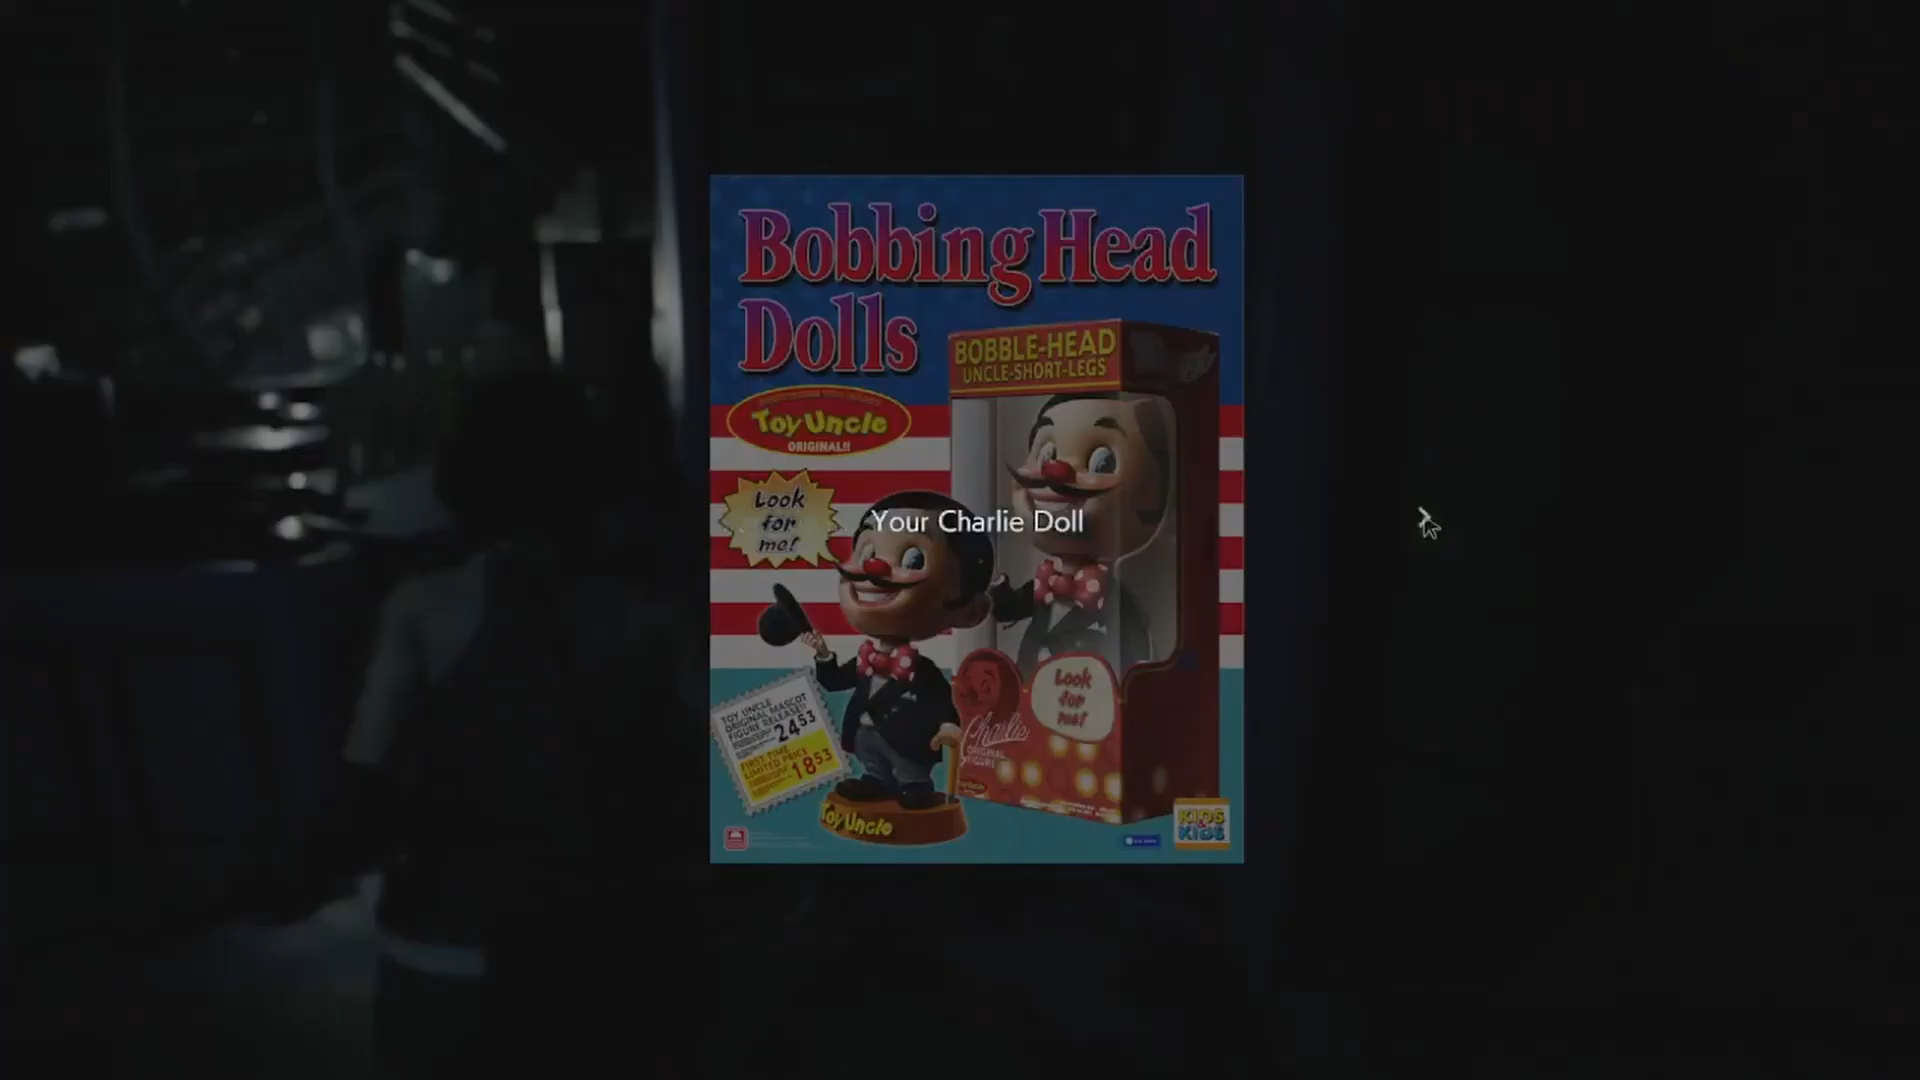 Bobbing Head
Dolls
BOBBLE-HEAD
UNCLE-SHORT-LEGS
Toy Uncle
ORIGINAL!!
Look
for
me!
Your Charlie Doll
Look
for
me!
TOY UNCLE
ORIGINAL MASCOT
FIGURE RELEASE!!
2453
FIRST TIME
LIMITED PRICE
1853
Charlie
ORIGINAL
FIGURE
Toy Uncle
KIDS
&
KIDS